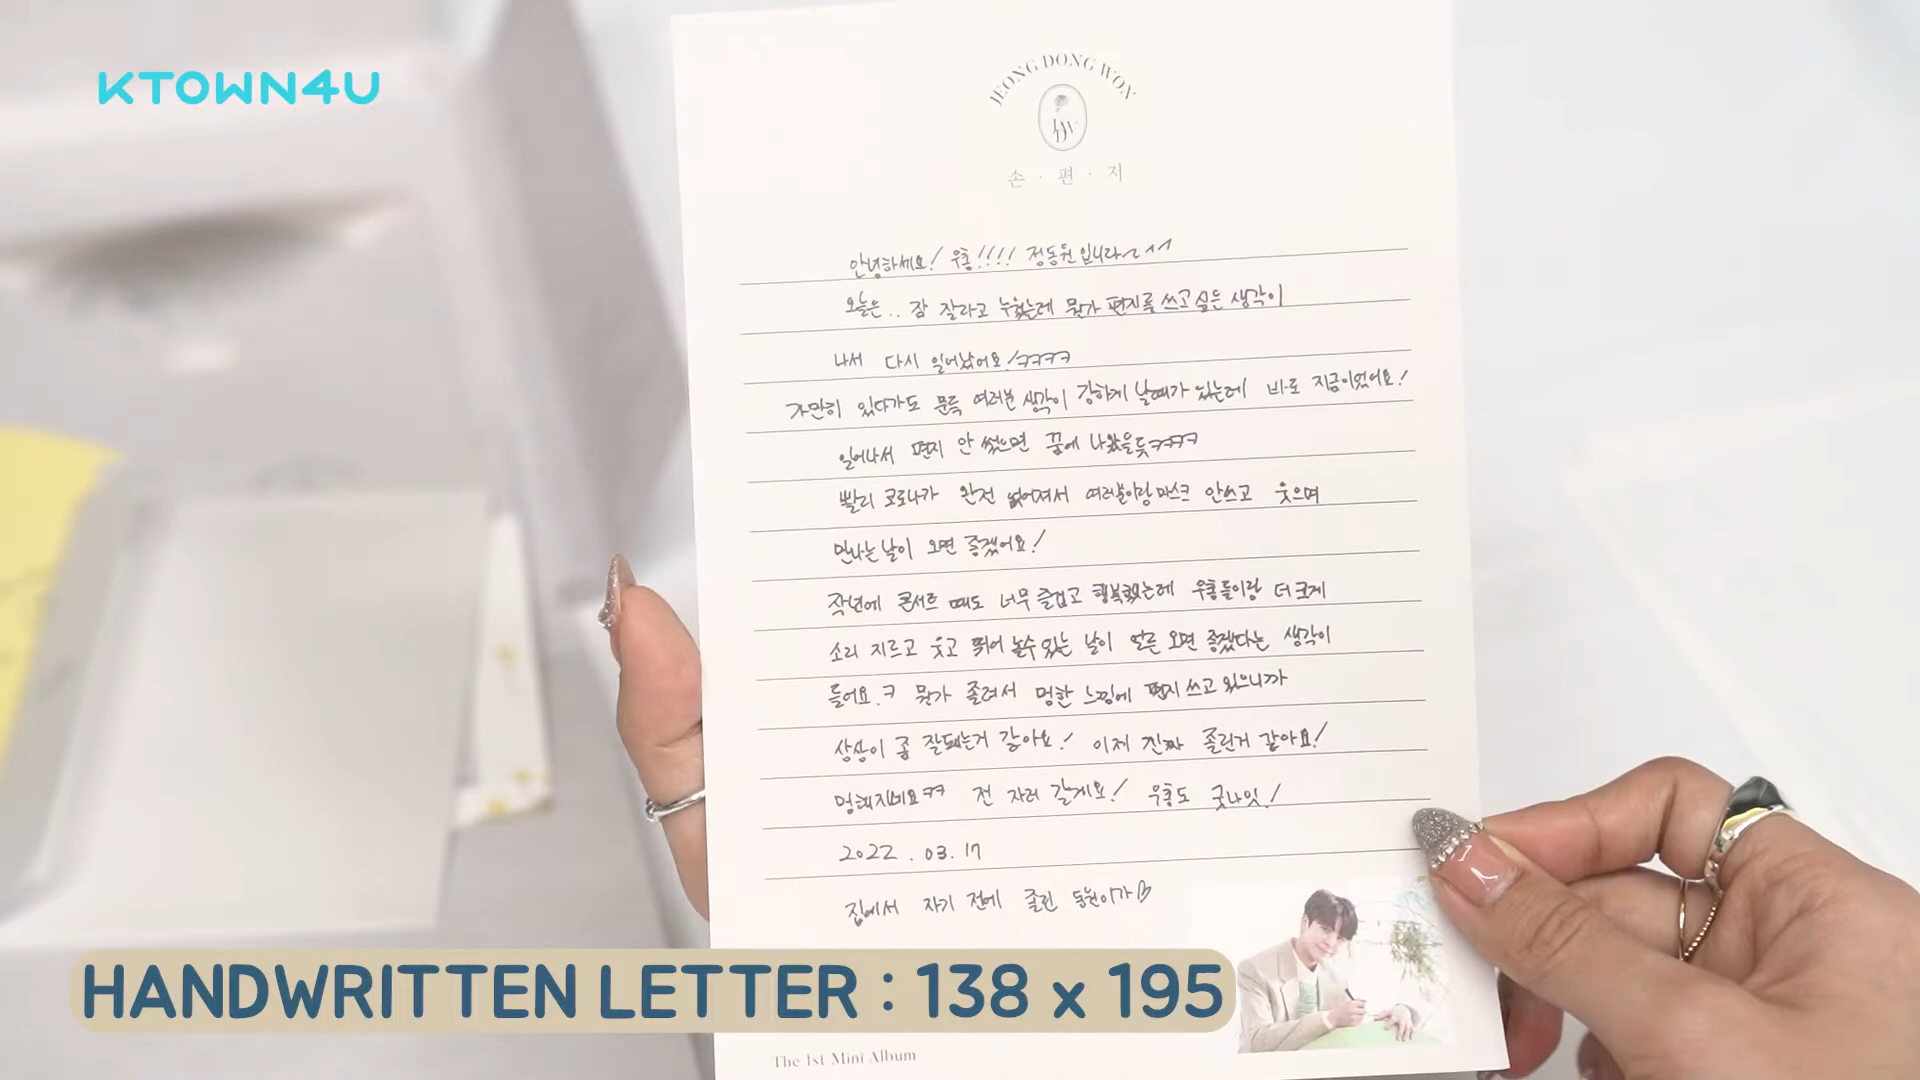 KTOWN4U
JEONG DONG WON
손·편·지
안녕하세요! 우총!!!! 정동원입니다~^^
오늘은.. 잠 잘라고 누웠는데 뭔가 편지를 쓰고싶은 생각이
나서 다시 일어났어요!ㅋㅋㅋㅋ
가만히 있다가도 문득 여러분 생각이 강하게 날때가 있는데 바로 지금이었어요!
일어나서 편지 안 썼으면 꿈에 나왔을듯ㅋㅋㅋㅋ
빨리 코로나가 완전 없어져서 여러분이랑 마스크 안쓰고 웃으며
만나는날이 오면 좋겠어요!
작년에 콘서트 때도 너무 즐겁고 행복했는데 우총들이랑 더 크게
소리 지르고 웃고 뛰어 놀수있는 날이 얼른 오면 좋겠다는 생각이
들어요.ㅋ 뭔가 졸려서 멍한 느낌에 편지 쓰고 있으니까
상상이 좀 잘돼는거 같아요! 이제 진짜 졸린거 같아요!
멍해지네요ㅋㅋ 전 자러 갈게요! 우총도 굿나잇!
2022.03.17
집에서 자기 전에 졸린 동원이가♡
HANDWRITTEN LETTER : 138 x 195
The 1st Mini Album